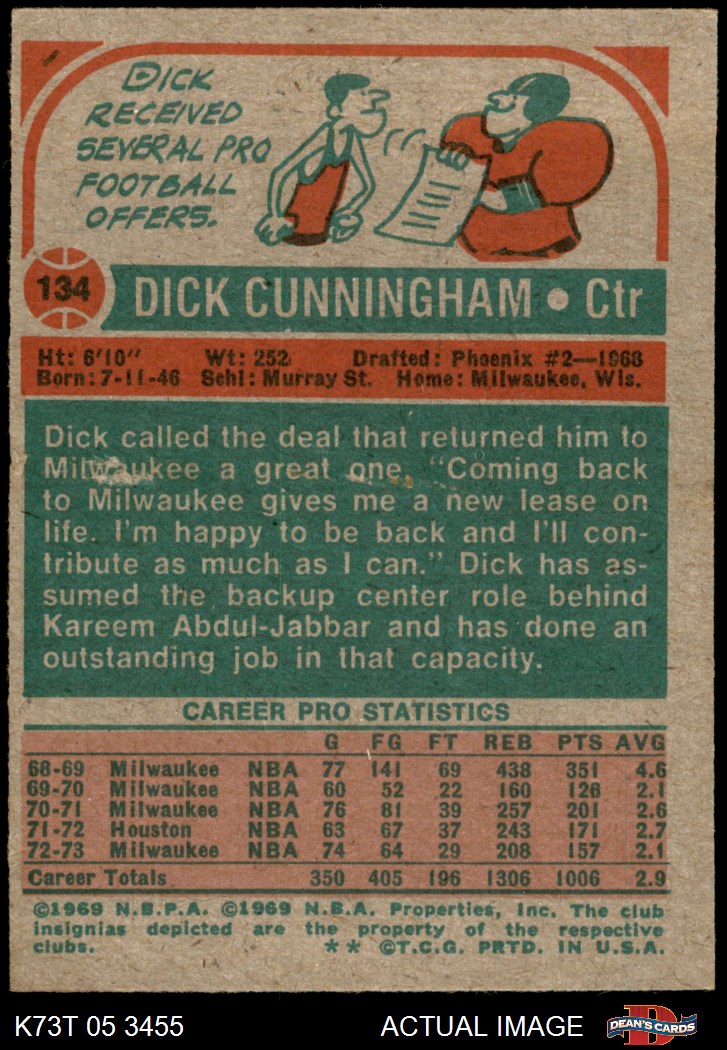 DICK
RECEIVED
SEVERAL PRO
FOOTBALL
OFFERS.
134
DICK CUNNINGHAM • Ctr
Ht: 6'10" Wt: 252 Drafted: Phoenix #2—1968
Born: 7-11-46 Schl: Murray St. Home: Milwaukee, Wis.
Dick called the deal that returned him to
Milwaukee a great one. "Coming back
to Milwaukee gives me a new lease on
life. I'm happy to be back and I'll con-
tribute as much as I can." Dick has as-
sumed the backup center role behind
Kareem Abdul-Jabbar and has done an
outstanding job in that capacity.
CAREER PRO STATISTICS
G FG FT REB PTS AVG
68-69 Milwaukee NBA 77 141 69 438 351 4.6
69-70 Milwaukee NBA 60 52 22 160 126 2.1
70-71 Milwaukee NBA 76 81 39 257 201 2.6
71-72 Houston NBA 63 67 37 243 171 2.7
72-73 Milwaukee NBA 74 64 29 208 157 2.1
Career Totals 350 405 196 1306 1006 2.9
©1969 N.B.P.A. ©1969 N.B.A. Properties, Inc. The club
insignias depicted are the property of the respective
clubs. ** ©T.C.G. PRTD. IN U.S.A.
K73T 05 3455 ACTUAL IMAGE D DEAN'S CARDS